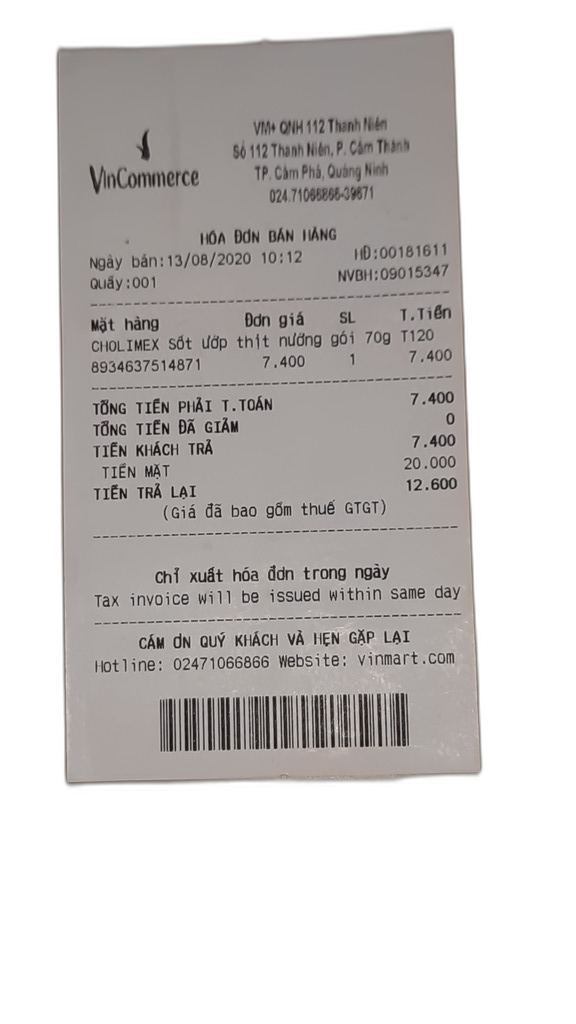 VinCommerce
VM+ QNH 112 Thanh Niên
Số 112 Thanh Niên, P. Cẩm Thành
TP. Cẩm Phả, Quảng Ninh
024.71066866-39671
HÓA ĐƠN BÁN HÀNG
Ngày bán:13/08/2020 10:12 HĐ:00181611
Quầy:001 NVBH:09015347
Mặt hàng Đơn giá SL T.Tiền
CHOLIMEX Sốt ướp thịt nướng gói 70g T120
8934637514871 7.400 1 7.400
TỔNG TIỀN PHẢI T.TOÁN 7.400
TỔNG TIỀN ĐÃ GIẢM 0
TIỀN KHÁCH TRẢ 7.400
TIỀN MẶT 20.000
TIỀN TRẢ LẠI 12.600
(Giá đã bao gồm thuế GTGT)
Chỉ xuất hóa đơn trong ngày
Tax invoice will be issued within same day
CÁM ƠN QUÝ KHÁCH VÀ HẸN GẶP LẠI
Hotline: 02471066866 Website: vinmart.com